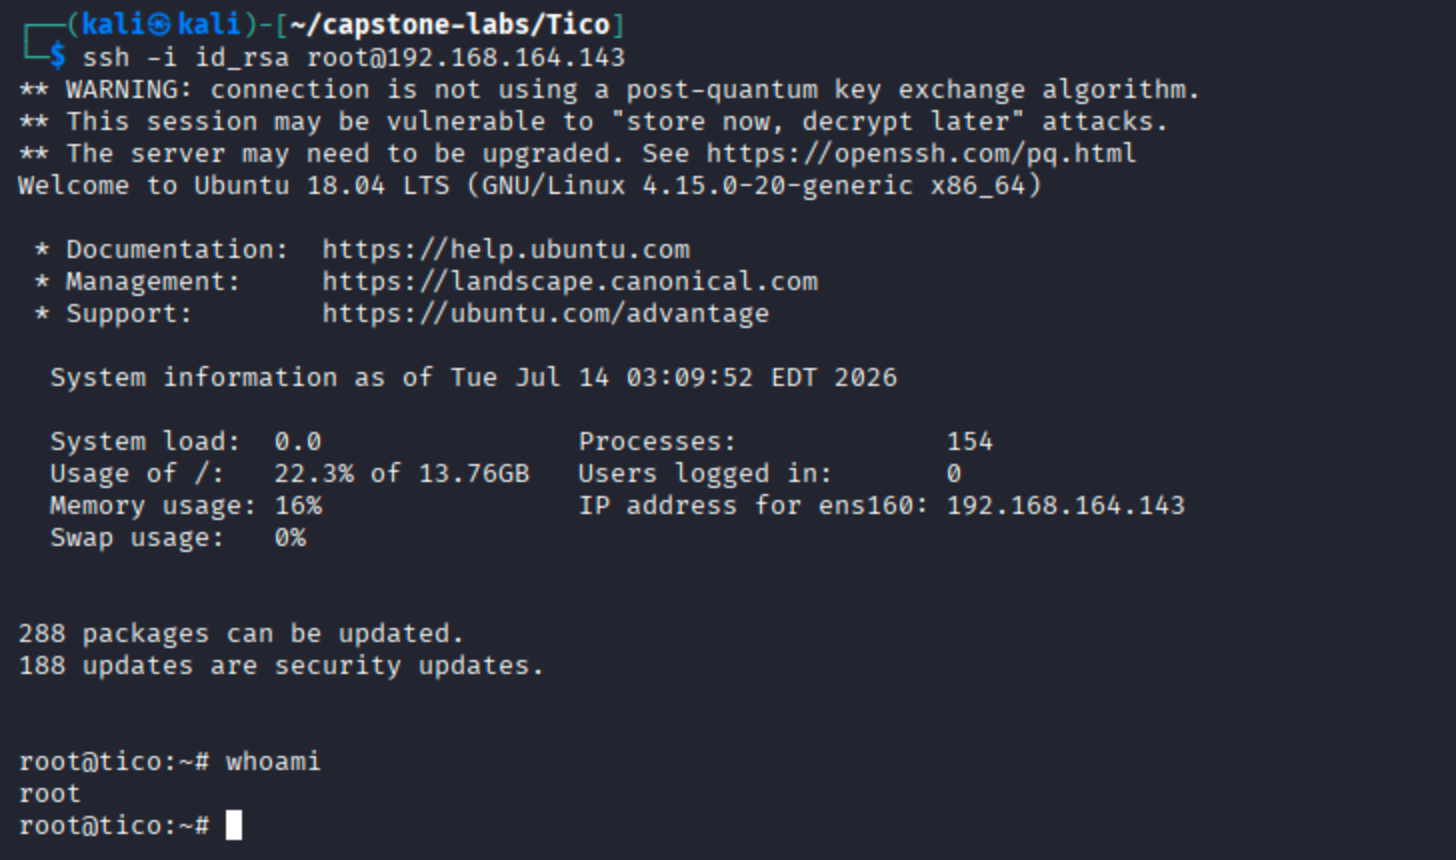 ┌──(kali㉿kali)-[~/capstone-labs/Tico]
└─$ ssh -i id_rsa root@192.168.164.143
** WARNING: connection is not using a post-quantum key exchange algorithm.
** This session may be vulnerable to "store now, decrypt later" attacks.
** The server may need to be upgraded. See https://openssh.com/pq.html
Welcome to Ubuntu 18.04 LTS (GNU/Linux 4.15.0-20-generic x86_64)

 * Documentation:  https://help.ubuntu.com
 * Management:     https://landscape.canonical.com
 * Support:        https://ubuntu.com/advantage

  System information as of Tue Jul 14 03:09:52 EDT 2026

  System load:  0.0                Processes:             154
  Usage of /:   22.3% of 13.76GB   Users logged in:       0
  Memory usage: 16%                IP address for ens160: 192.168.164.143
  Swap usage:   0%


288 packages can be updated.
188 updates are security updates.


root@tico:~# whoami
root
root@tico:~#